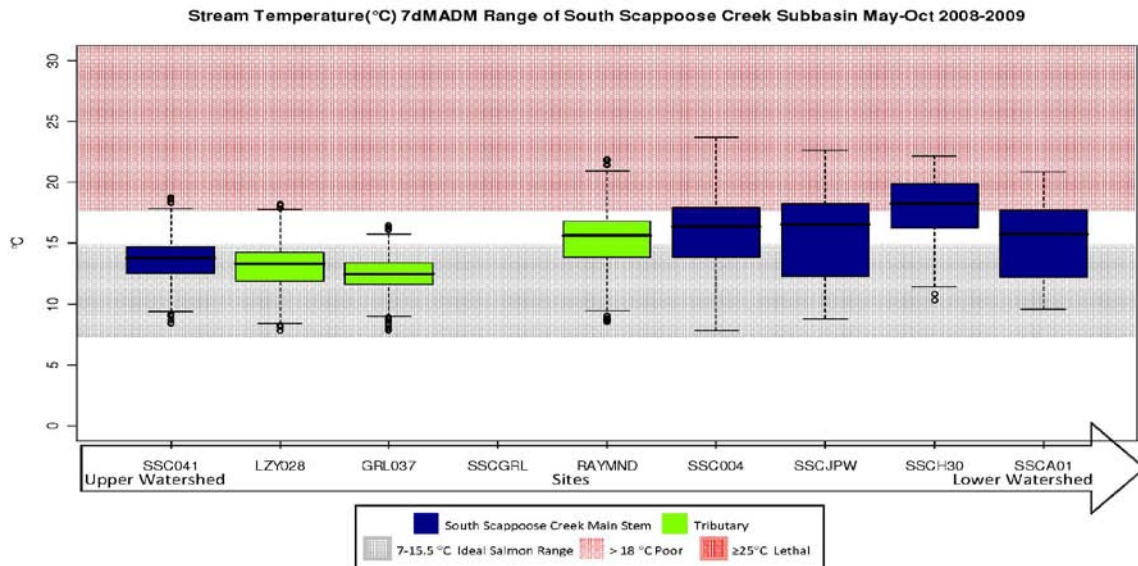 Stream Temperature(°C) 7dMADM Range of South Scappoose Creek Subbasin May-Oct 2008-2009
30
25
20
15
10
5
0
°C
SSC041 LZY028 GRL037 SSCGRL RAYMND SSC004 SSCJPW SSCH30 SSCA01
Upper Watershed Sites Lower Watershed
South Scappoose Creek Main Stem Tributary
7-15.5 °C Ideal Salmon Range > 18 °C Poor ≥25°C Lethal